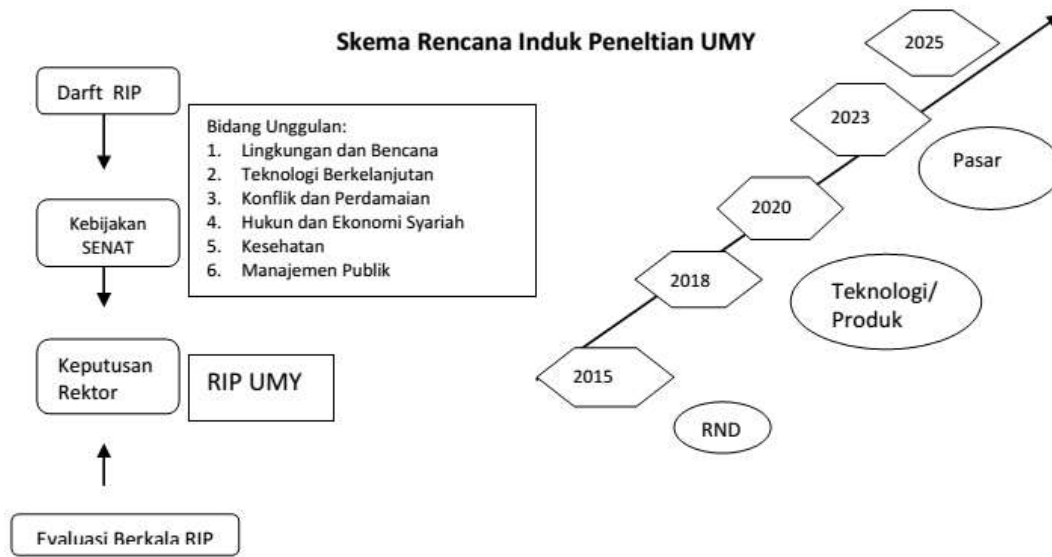 Skema Rencana Induk Peneltian UMY
Darft RIP
Kebijakan
SENAT
Keputusan
Rektor
Evaluasi Berkala RIP
Bidang Unggulan:
1. Lingkungan dan Bencana
2. Teknologi Berkelanjutan
3. Konflik dan Perdamaian
4. Hukun dan Ekonomi Syariah
5. Kesehatan
6. Manajemen Publik
RIP UMY
2025
2023
2020
2018
2015
Pasar
Teknologi/
Produk
RND